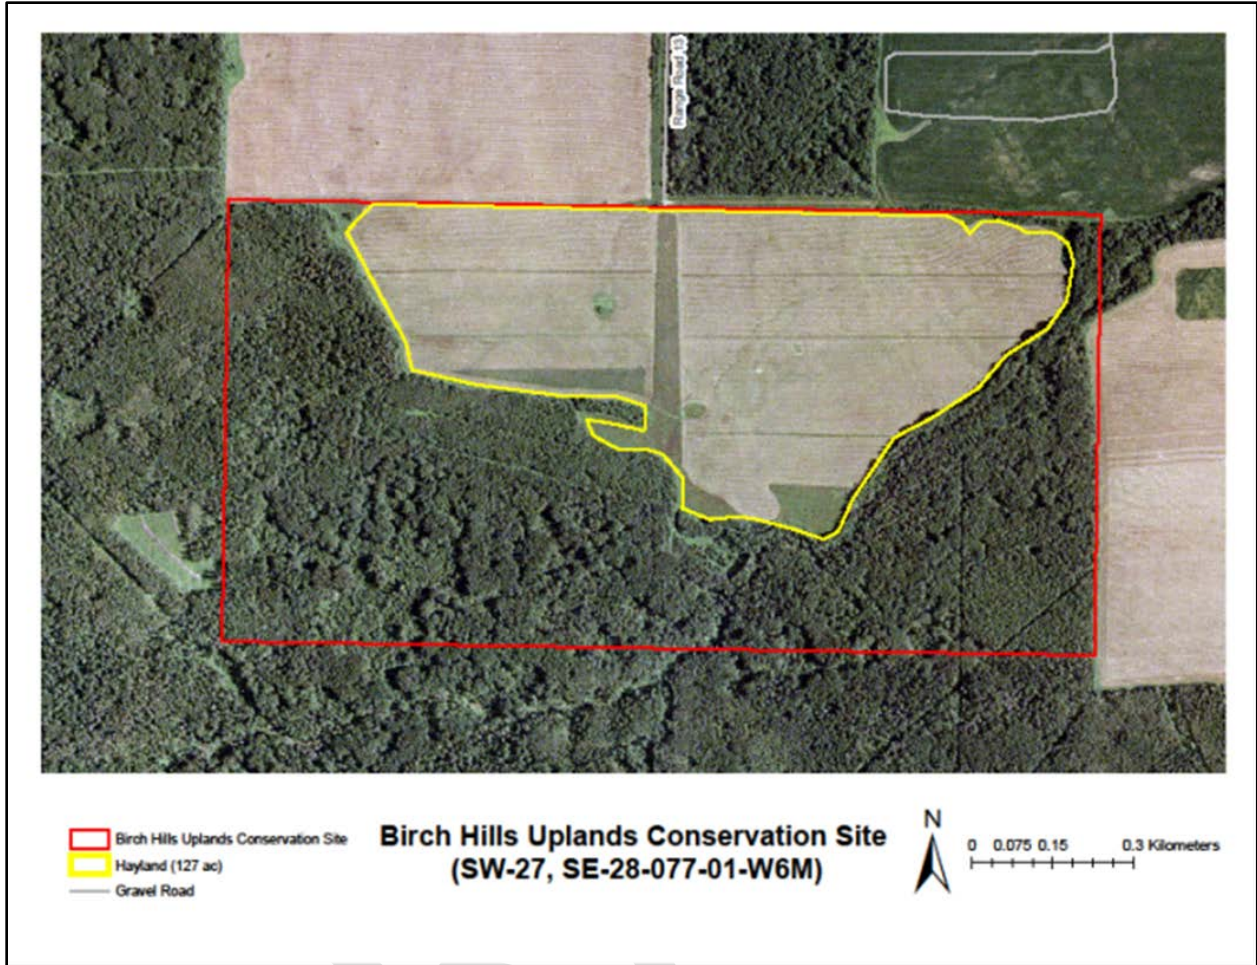 Range Road 13
Birch Hills Uplands Conservation Site
Hayland (127 ac)
Gravel Road
Birch Hills Uplands Conservation Site
(SW-27, SE-28-077-01-W6M)
N
0 0.075 0.15 0.3 Kilometers